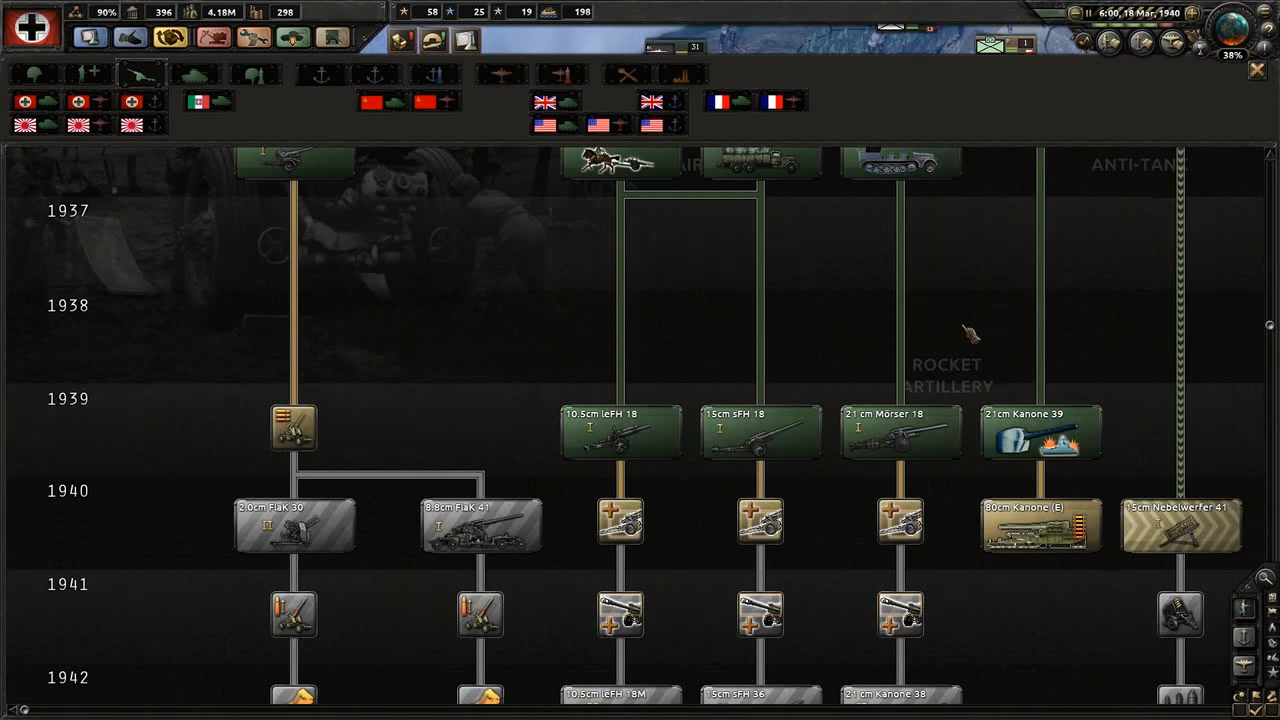 90% 396 4.18M 298 58 25 19 198 6:00, 18 Mar, 1940
31 1 38%
AIR ANTI-TAN
1937
1938
ROCKET
ARTILLERY
1939
10.5cm leFH 18 15cm sFH 18 21 cm Mörser 18 21cm Kanone 39
I I I
1940
2.0cm FlaK 30 8.8cm FlaK 41 80cm Kanone (E) 15cm Nebelwerfer 41
II I I
1941
1942
10.5cm leFH 18M 15cm sFH 36 21 cm Kanone 38